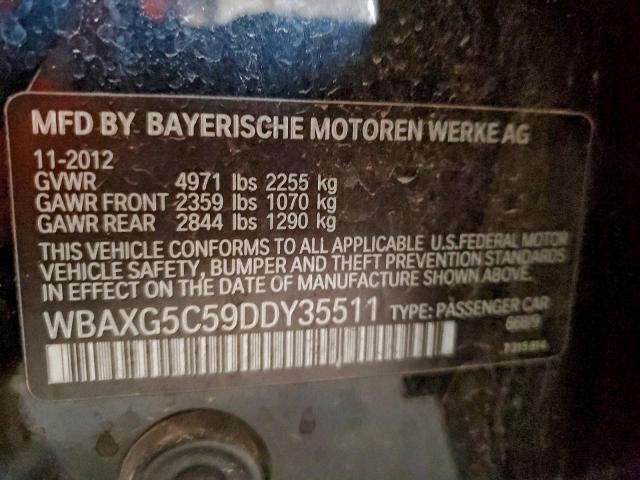 MFD BY BAYERISCHE MOTOREN WERKE AG
11-2012
GVWR 4971 lbs 2255 kg
GAWR FRONT 2359 lbs 1070 kg
GAWR REAR 2844 lbs 1290 kg
THIS VEHICLE CONFORMS TO ALL APPLICABLE U.S.FEDERAL MOTOR
VEHICLE SAFETY, BUMPER AND THEFT PREVENTION STANDARDS
IN EFFECT ON THE DATE OF MANUFACTURE SHOWN ABOVE.
WBAXG5C59DDY35511 TYPE: PASSENGER CAR